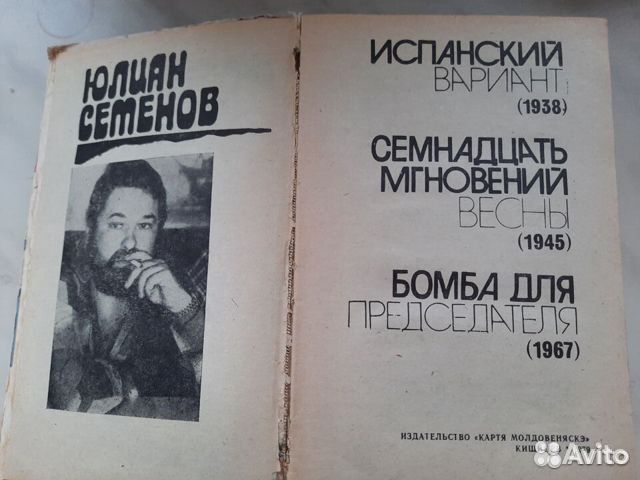 ЮЛИАН
СЕМЕНОВ
ИСПАНСКИЙ
ВАРИАНТ
(1938)
СЕМНАДЦАТЬ
МГНОВЕНИЙ
ВЕСНЫ
(1945)
БОМБА ДЛЯ
ПРЕДСЕДАТЕЛЯ
(1967)
ИЗДАТЕЛЬСТВО «КАРТЯ МОЛДОВЕНЯСКЭ»
Avito